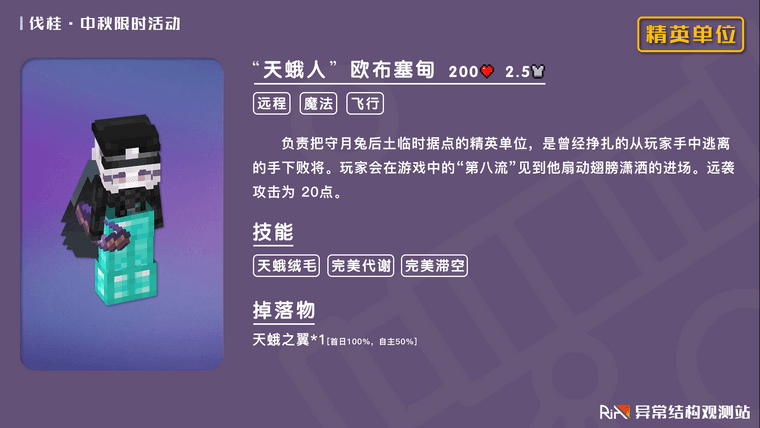 伐桂·中秋限时活动
精英单位
“天蛾人” 欧布塞甸 200 2.5
远程 魔法 飞行
负责把守月兔后土临时据点的精英单位，是曾经挣扎的从玩家手中逃离
的手下败将。玩家会在游戏中的“第八流”见到他扇动翅膀潇洒的进场。远袭
攻击为 20点。
技能
天蛾绒毛 完美代谢 完美滞空
掉落物
天蛾之翼*1[首日100%，自主50%]
RiA 异常结构观测站